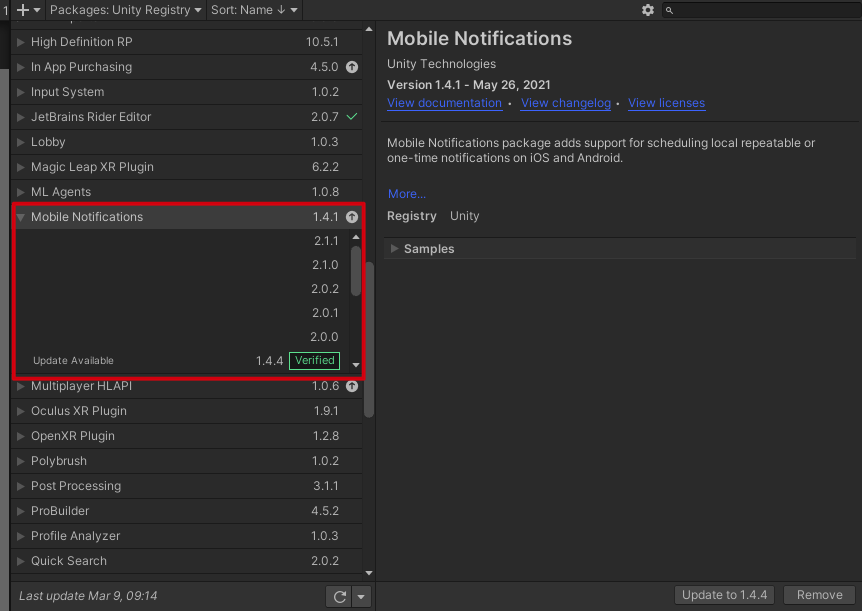 1
Packages: Unity Registry
Sort: Name ↓
High Definition RP 10.5.1
In App Purchasing 4.5.0
Input System 1.0.2
JetBrains Rider Editor 2.0.7
Lobby 1.0.3
Magic Leap XR Plugin 6.2.2
ML Agents 1.0.8
Mobile Notifications 1.4.1
2.1.1
2.1.0
2.0.2
2.0.1
2.0.0
Update Available 1.4.4 Verified
Multiplayer HLAPI 1.0.6
Oculus XR Plugin 1.9.1
OpenXR Plugin 1.2.8
Polybrush 1.0.2
Post Processing 3.1.1
ProBuilder 4.5.2
Profile Analyzer 1.0.3
Quick Search 2.0.2
Last update Mar 9, 09:14
Mobile Notifications
Unity Technologies
Version 1.4.1 - May 26, 2021
View documentation • View changelog • View licenses
Mobile Notifications package adds support for scheduling local repeatable or
one-time notifications on iOS and Android.
More...
Registry Unity
Samples
Update to 1.4.4 Remove